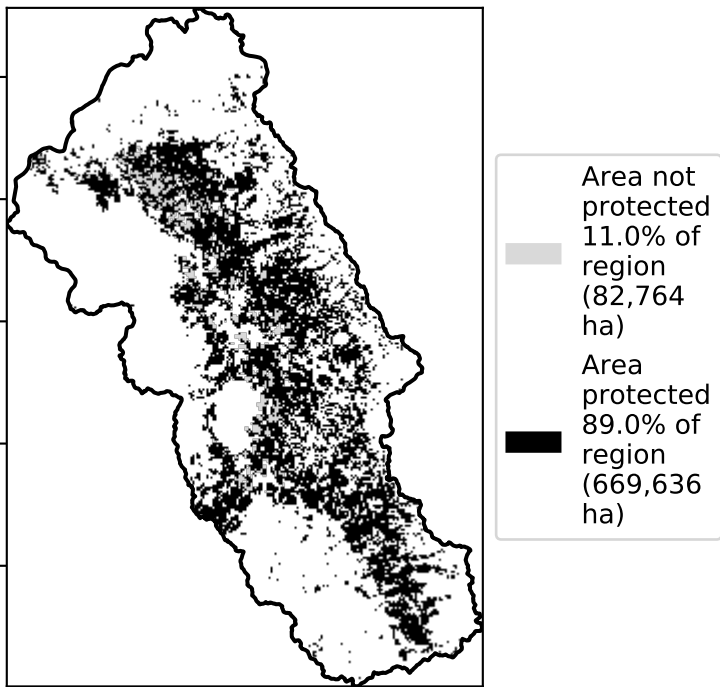 Area not
protected
11.0% of
region
(82,764
ha)
Area
protected
89.0% of
region
(669,636
ha)